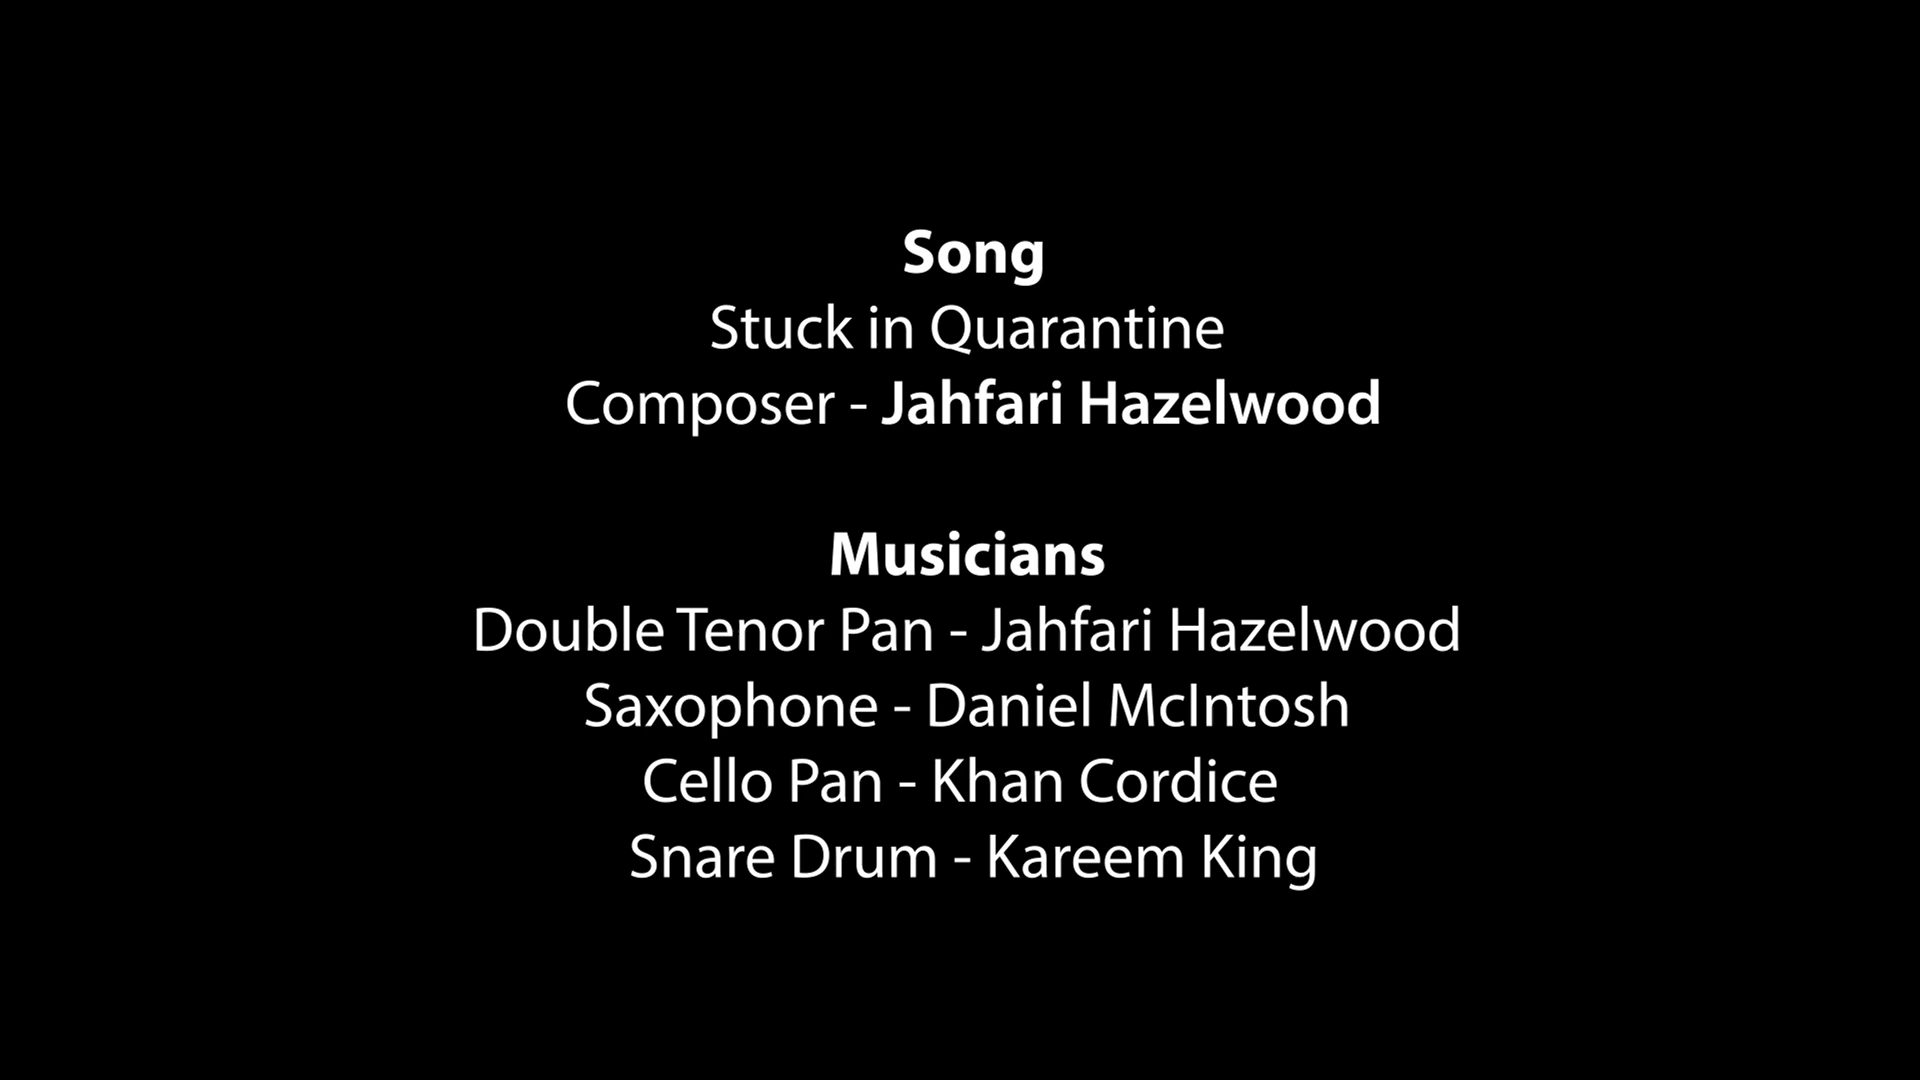 Song
Stuck in Quarantine
Composer - Jahfari Hazelwood
Musicians
Double Tenor Pan - Jahfari Hazelwood
Saxophone - Daniel McIntosh
Cello Pan - Khan Cordice
Snare Drum - Kareem King